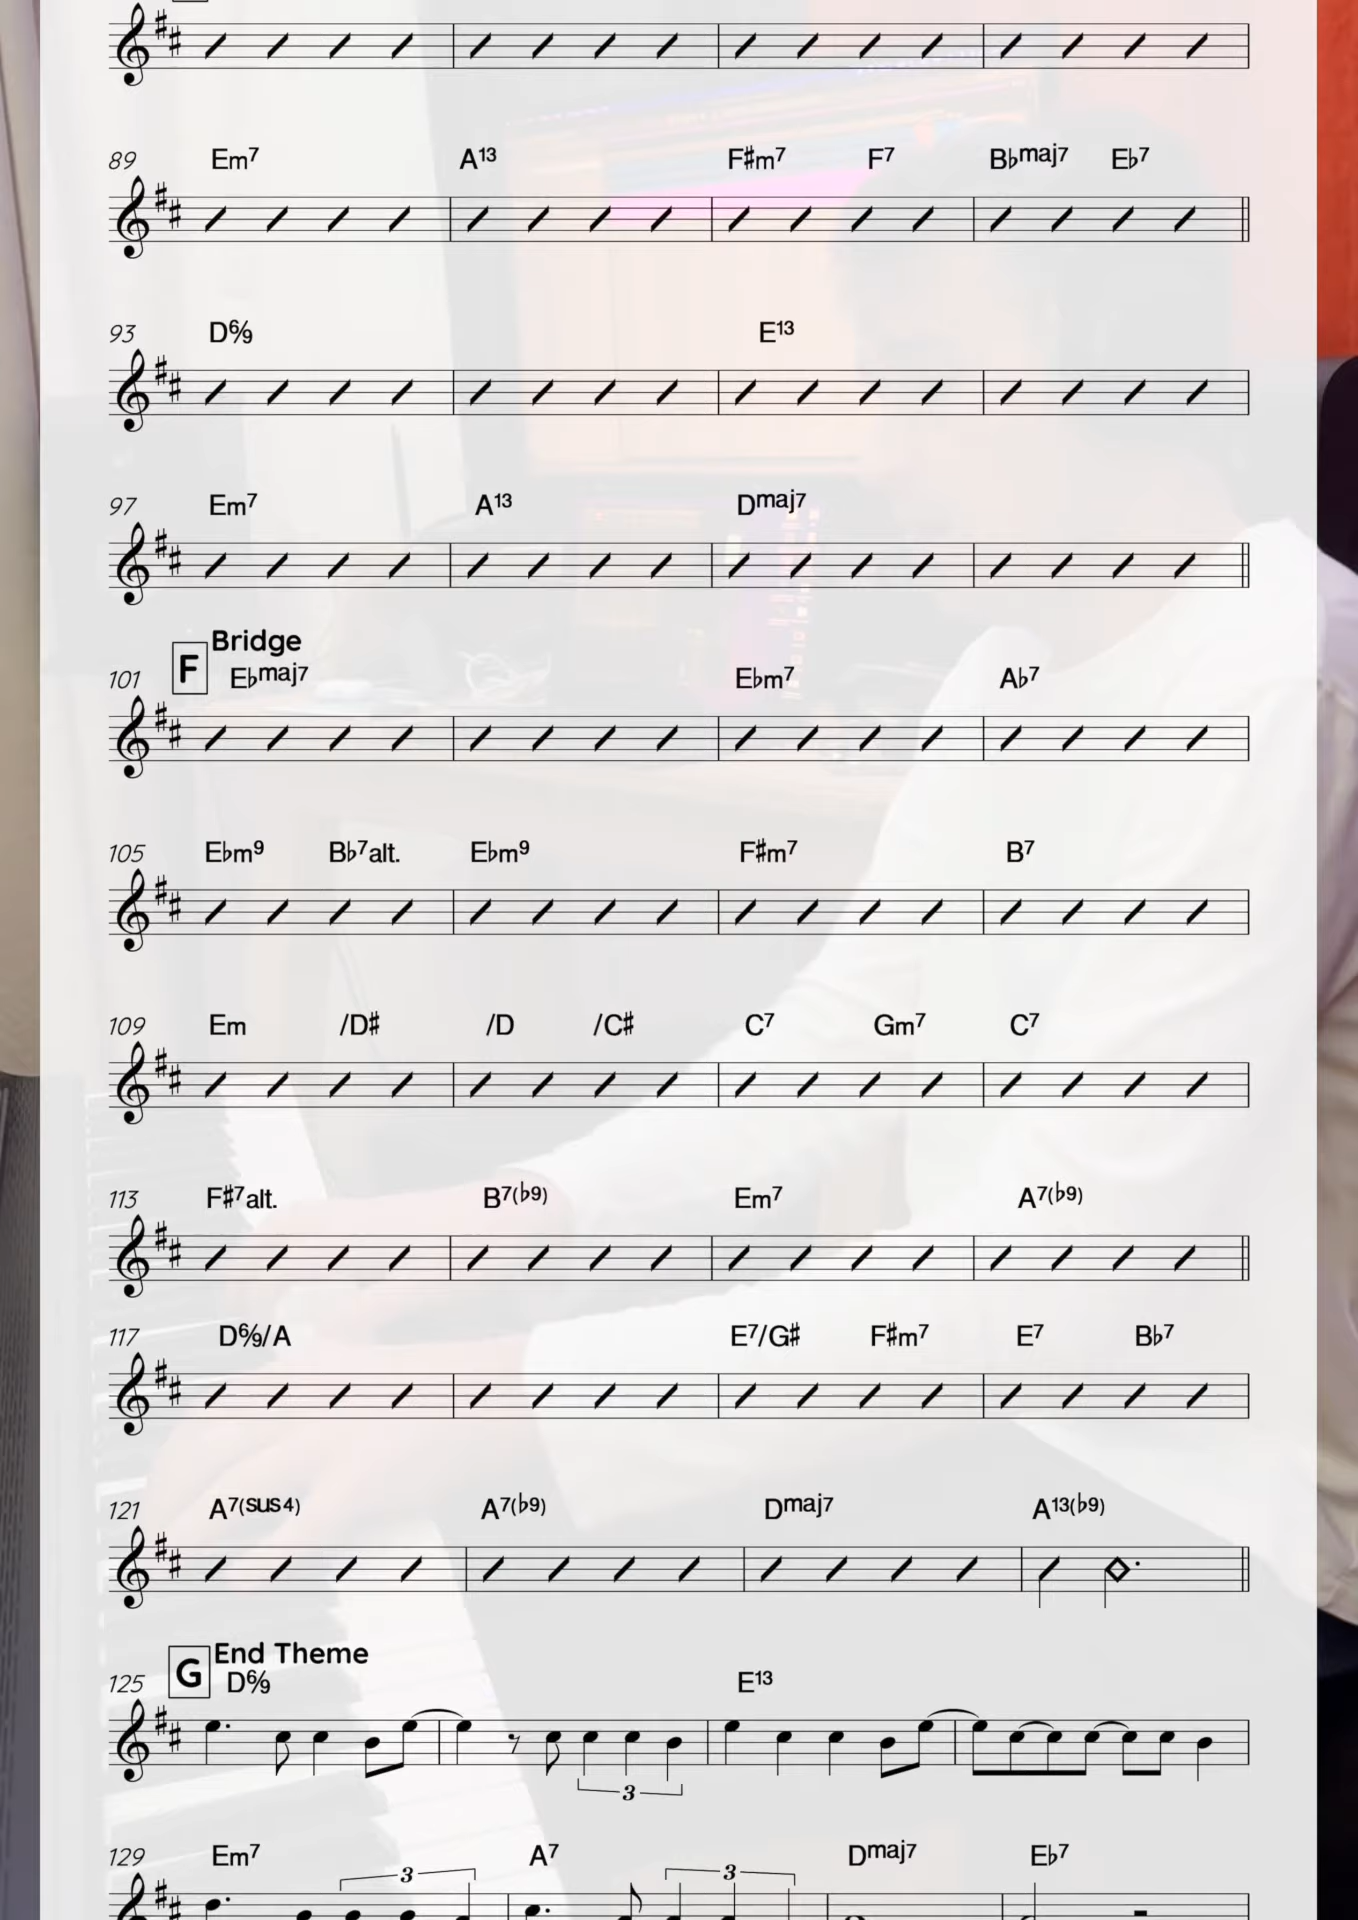 89 Em7 A13 F♯m7 F7 B♭maj7 E♭7
93 D6/9 E13
97 Em7 A13 Dmaj7
F Bridge
101 E♭maj7 E♭m7 A♭7
105 E♭m9 B♭7alt. E♭m9 F♯m7 B7
109 Em /D♯ /D /C♯ C7 Gm7 C7
113 F♯7alt. B7(♭9) Em7 A7(♭9)
117 D6/9/A E7/G♯ F♯m7 E7 B♭7
121 A7(sus4) A7(♭9) Dmaj7 A13(♭9)
G End Theme
125 D6/9 E13
3
129 Em7 A7 Dmaj7 E♭7
3 3